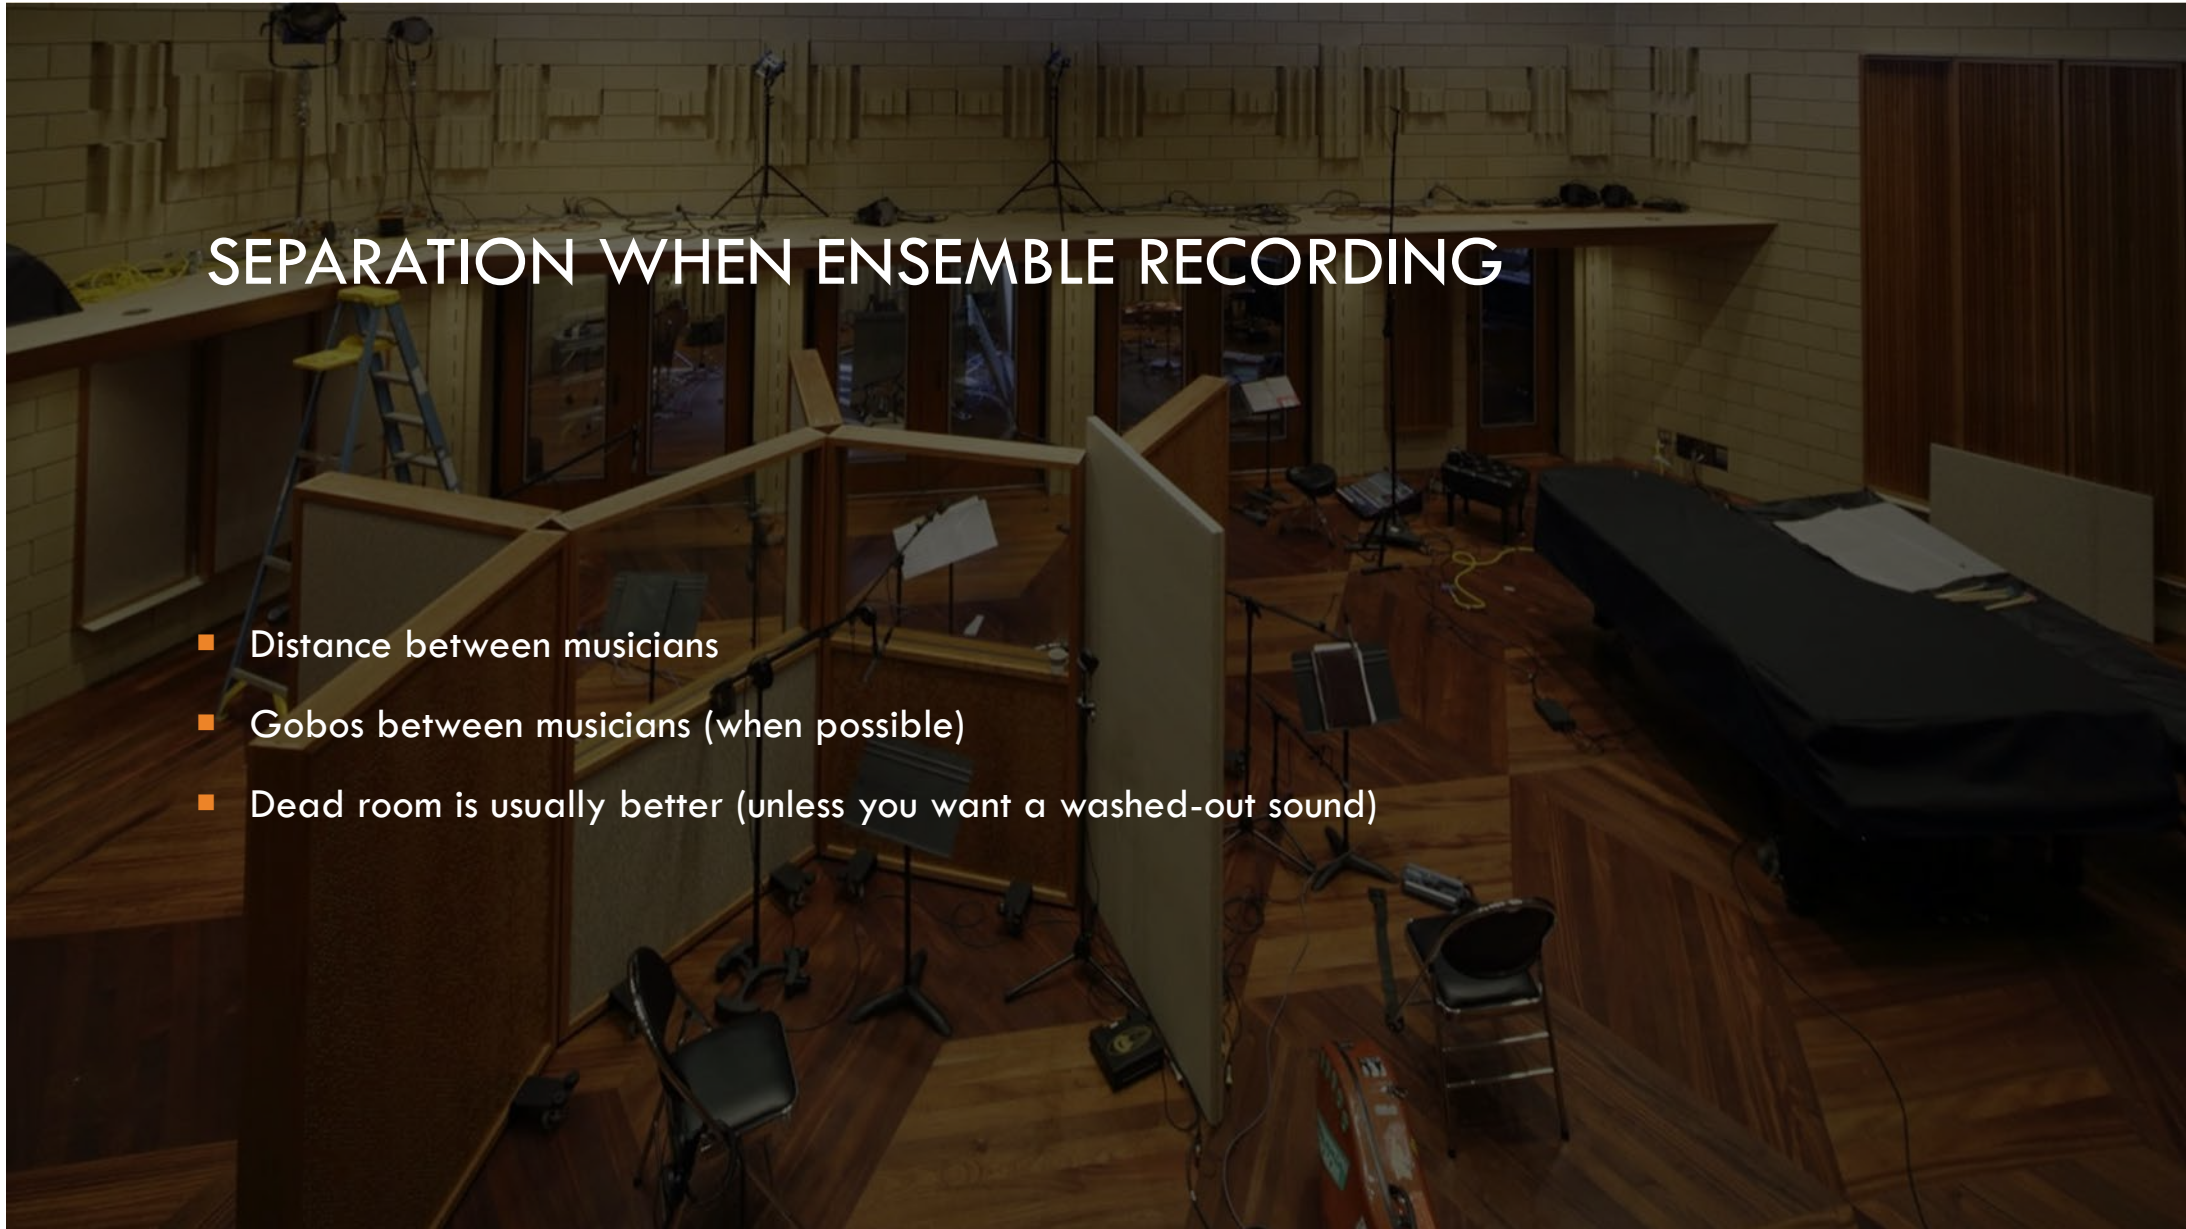 SEPARATION WHEN ENSEMBLE RECORDING
Distance between musicians
Gobos between musicians (when possible)
Dead room is usually better (unless you want a washed-out sound)